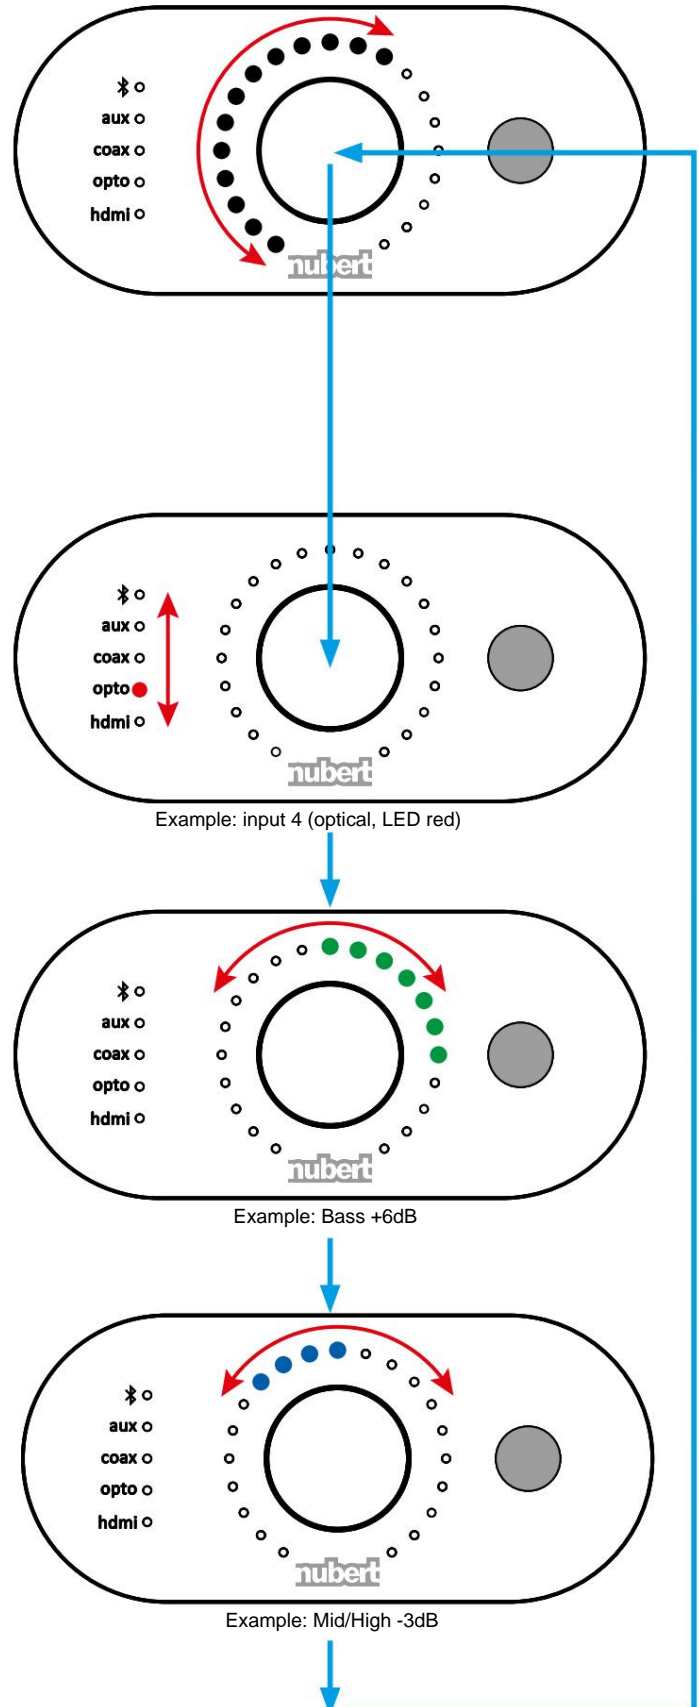 aux
coax
opto
hdmi
nubert
aux
coax
opto
hdmi
nubert
Example: input 4 (optical, LED red)
aux
coax
opto
hdmi
nubert
Example: Bass +6dB
aux
coax
opto
hdmi
nubert
Example: Mid/High -3dB